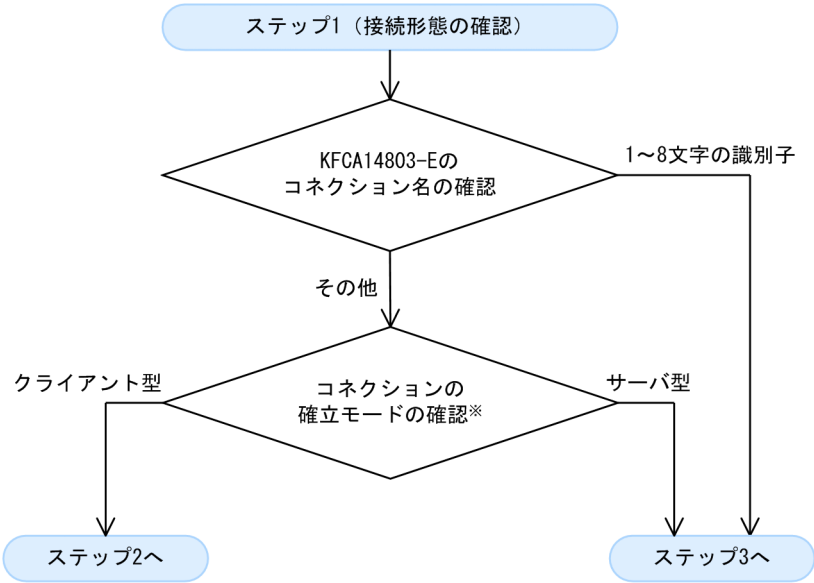 ステップ1（接続形態の確認）
KFCA14803-Eの
コネクション名の確認
1～8文字の識別子
その他
クライアント型
コネクションの
確立モードの確認※
サーバ型
ステップ2へ
ステップ3へ